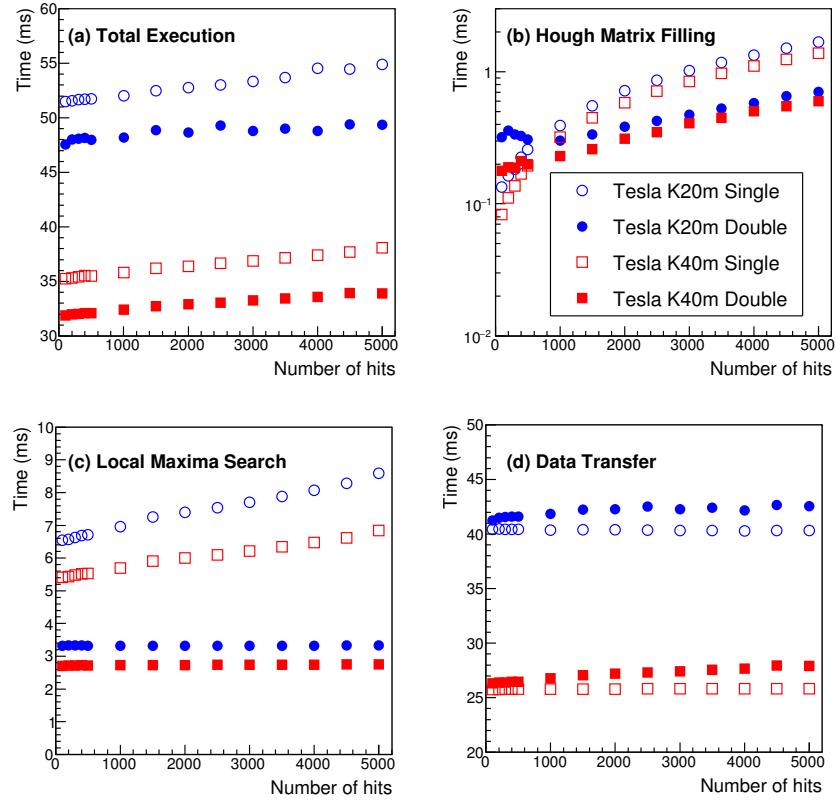 (a) Total Execution
Time (ms)
60
55
50
45
40
35
30
0 1000 2000 3000 4000 5000
Number of hits
(b) Hough Matrix Filling
Time (ms)
1
10⁻¹
10⁻²
Tesla K20m Single
Tesla K20m Double
Tesla K40m Single
Tesla K40m Double
0 1000 2000 3000 4000 5000
Number of hits
(c) Local Maxima Search
Time (ms)
10
9
8
7
6
5
4
3
2
1
0
0 1000 2000 3000 4000 5000
Number of hits
(d) Data Transfer
Time (ms)
50
45
40
35
30
25
20
0 1000 2000 3000 4000 5000
Number of hits